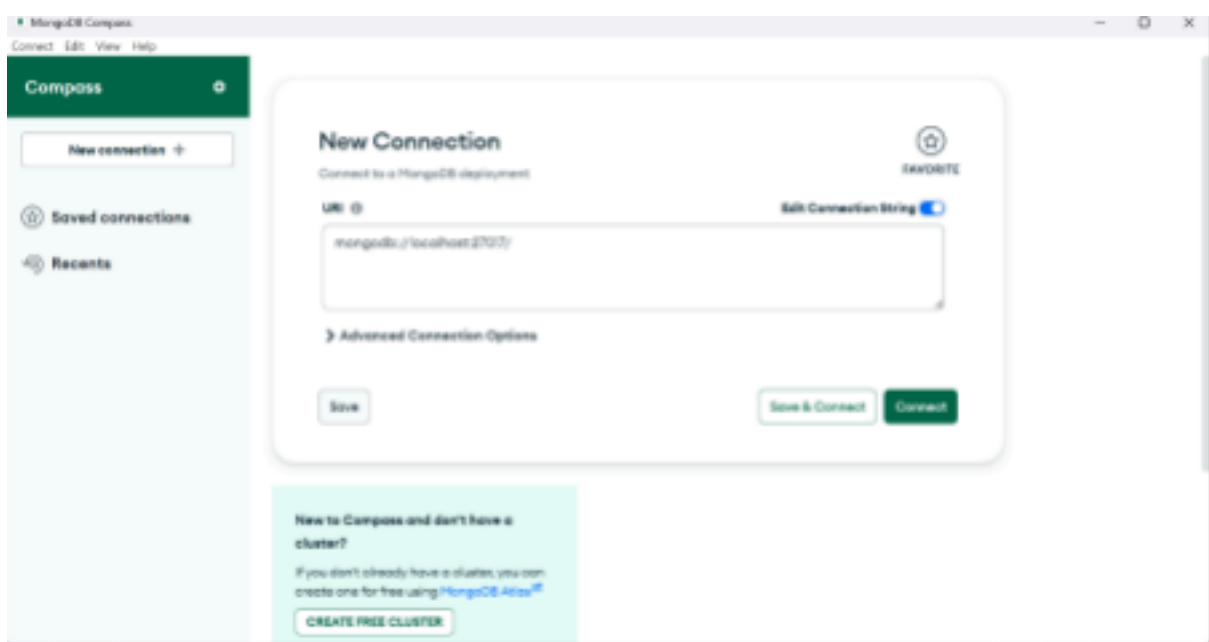 MongoDB Compass
Connect Edit View Help
Compass
New connection +
Saved connections
Recents
New Connection
Connect to a MongoDB deployment
FAVORITE
URI
Edit Connection String
mongodb://localhost:27017/
Advanced Connection Options
Save
Save & Connect
Connect
New to Compass and don't have a
cluster?
If you don't already have a cluster, you can
create one for free using MongoDB Atlas
CREATE FREE CLUSTER